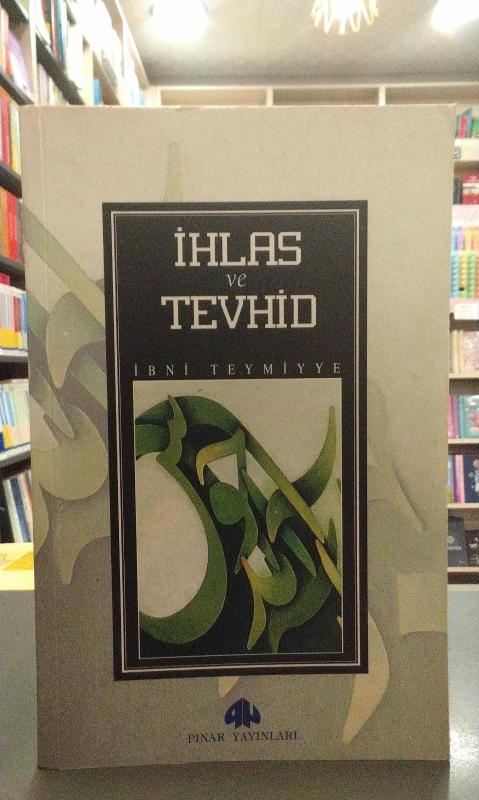 İHLAS
ve
TEVHİD
İBNİ TEYMİYYE
PINAR YAYINLARI